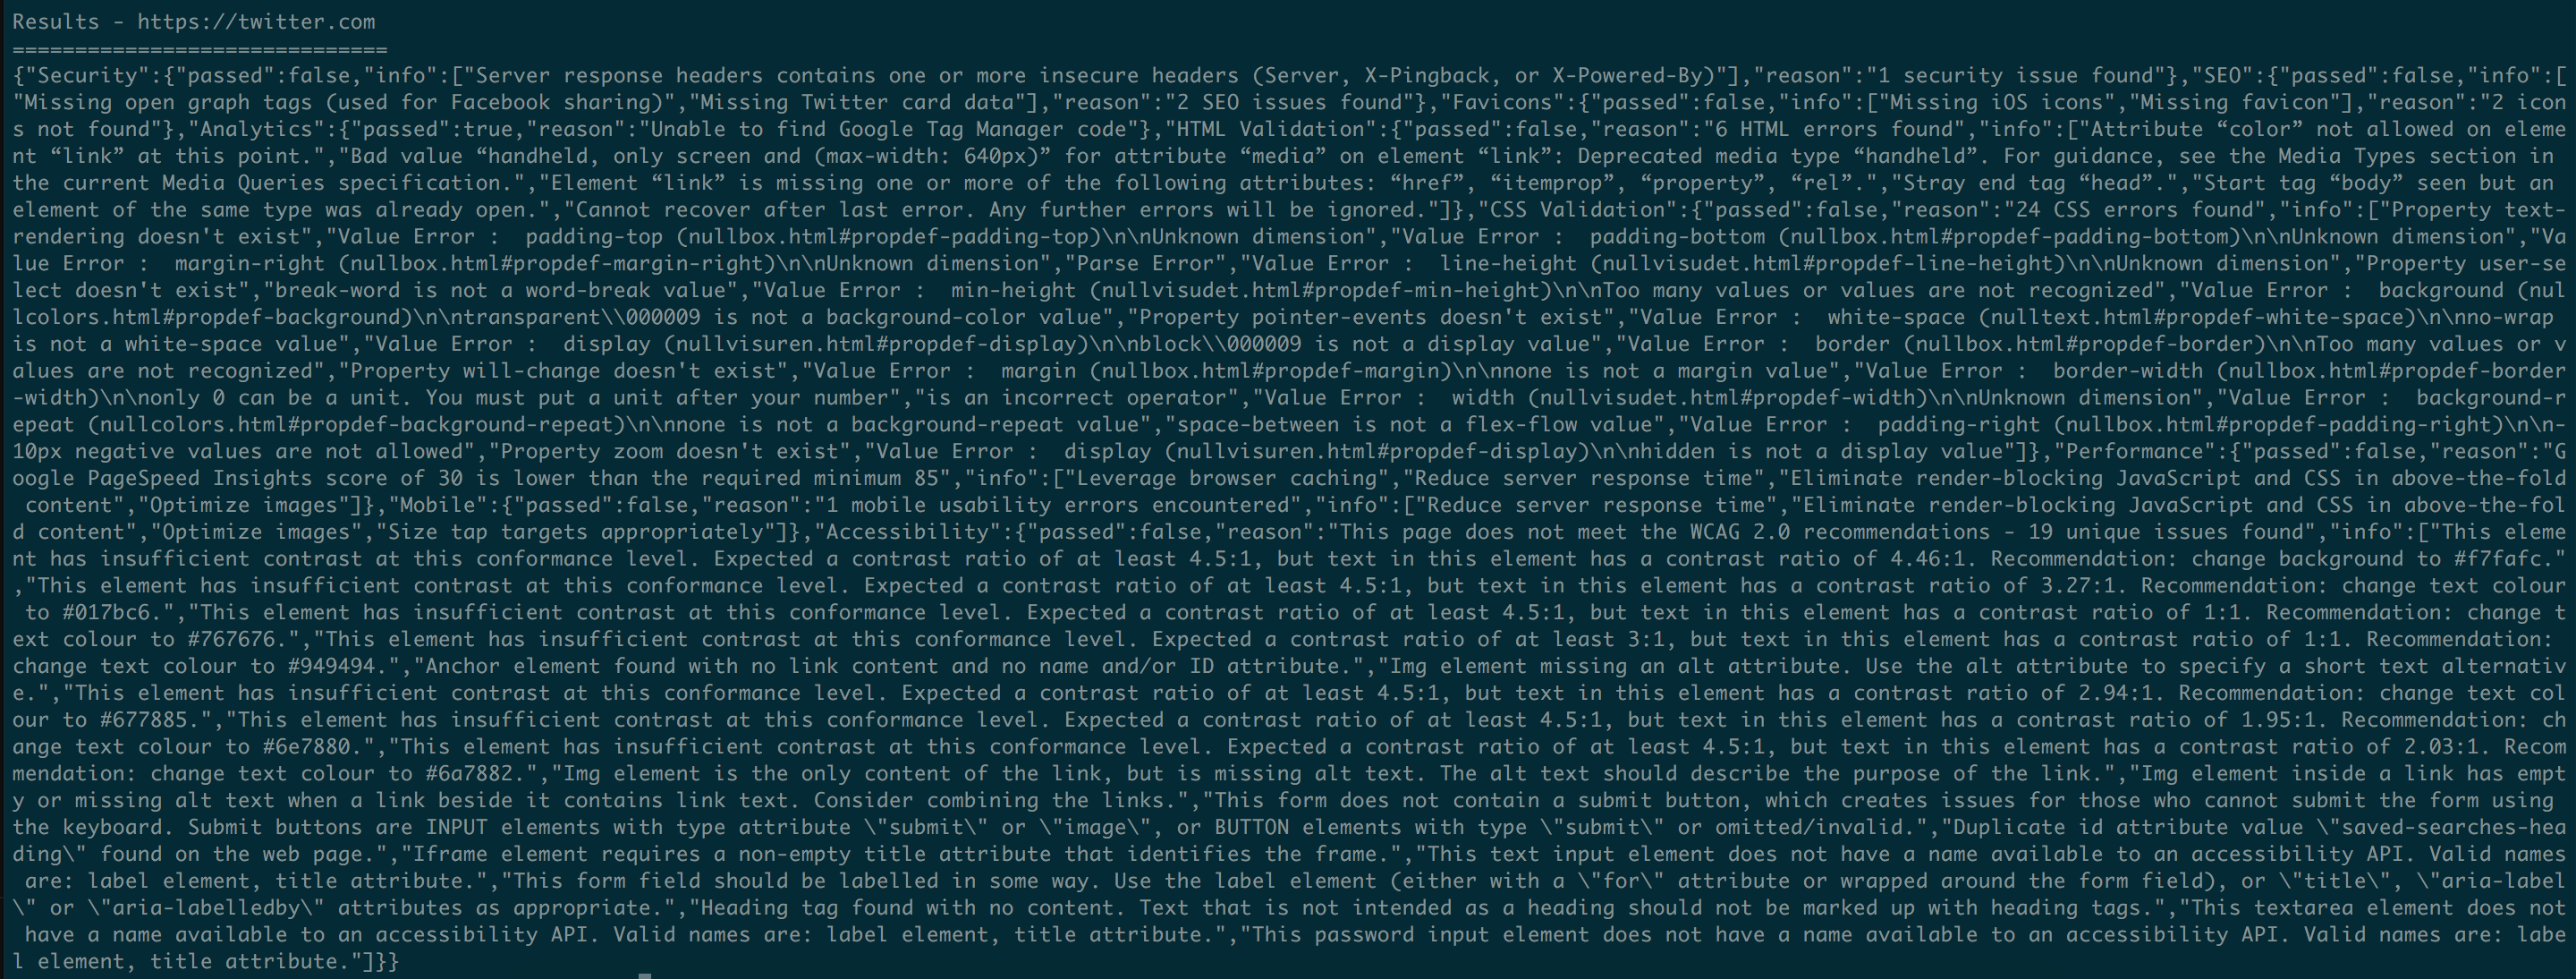 Results - https://twitter.com
==============================
{"Security":{"passed":false,"info":["Server response headers contains one or more insecure headers (Server, X-Pingback, or X-Powered-By)"],"reason":"1 security issue found"},"SEO":{"passed":false,"info":[
"Missing open graph tags (used for Facebook sharing)","Missing Twitter card data"],"reason":"2 SEO issues found"},"Favicons":{"passed":false,"info":["Missing iOS icons","Missing favicon"],"reason":"2 icon
s not found"},"Analytics":{"passed":true,"reason":"Unable to find Google Tag Manager code"},"HTML Validation":{"passed":false,"reason":"6 HTML errors found","info":["Attribute “color” not allowed on eleme
nt “link” at this point.","Bad value “handheld, only screen and (max-width: 640px)” for attribute “media” on element “link”: Deprecated media type “handheld”. For guidance, see the Media Types section in
the current Media Queries specification.","Element “link” is missing one or more of the following attributes: “href”, “itemprop”, “property”, “rel”.","Stray end tag “head”.","Start tag “body” seen but an
element of the same type was already open.","Cannot recover after last error. Any further errors will be ignored."]},"CSS Validation":{"passed":false,"reason":"24 CSS errors found","info":["Property text-
rendering doesn't exist","Value Error :  padding-top (nullbox.html#propdef-padding-top)\n\nUnknown dimension","Value Error :  padding-bottom (nullbox.html#propdef-padding-bottom)\n\nUnknown dimension","Va
lue Error :  margin-right (nullbox.html#propdef-margin-right)\n\nUnknown dimension","Parse Error","Value Error :  line-height (nullvisudet.html#propdef-line-height)\n\nUnknown dimension","Property user-se
lect doesn't exist","break-word is not a word-break value","Value Error :  min-height (nullvisudet.html#propdef-min-height)\n\nToo many values or values are not recognized","Value Error :  background (nul
lcolors.html#propdef-background)\n\ntransparent\\000009 is not a background-color value","Property pointer-events doesn't exist","Value Error :  white-space (nulltext.html#propdef-white-space)\n\nno-wrap
is not a white-space value","Value Error :  display (nullvisuren.html#propdef-display)\n\nblock\\000009 is not a display value","Value Error :  border (nullbox.html#propdef-border)\n\nToo many values or v
alues are not recognized","Property will-change doesn't exist","Value Error :  margin (nullbox.html#propdef-margin)\n\nnone is not a margin value","Value Error :  border-width (nullbox.html#propdef-border
-width)\n\nonly 0 can be a unit. You must put a unit after your number","is an incorrect operator","Value Error :  width (nullvisudet.html#propdef-width)\n\nUnknown dimension","Value Error :  background-r
epeat (nullcolors.html#propdef-background-repeat)\n\nnone is not a background-repeat value","space-between is not a flex-flow value","Value Error :  padding-right (nullbox.html#propdef-padding-right)\n\n-
10px negative values are not allowed","Property zoom doesn't exist","Value Error :  display (nullvisuren.html#propdef-display)\n\nhidden is not a display value"]},"Performance":{"passed":false,"reason":"G
oogle PageSpeed Insights score of 30 is lower than the required minimum 85","info":["Leverage browser caching","Reduce server response time","Eliminate render-blocking JavaScript and CSS in above-the-fold
 content","Optimize images"]},"Mobile":{"passed":false,"reason":"1 mobile usability errors encountered","info":["Reduce server response time","Eliminate render-blocking JavaScript and CSS in above-the-fol
d content","Optimize images","Size tap targets appropriately"]},"Accessibility":{"passed":false,"reason":"This page does not meet the WCAG 2.0 recommendations - 19 unique issues found","info":["This eleme
nt has insufficient contrast at this conformance level. Expected a contrast ratio of at least 4.5:1, but text in this element has a contrast ratio of 4.46:1. Recommendation: change background to #f7fafc."
,"This element has insufficient contrast at this conformance level. Expected a contrast ratio of at least 4.5:1, but text in this element has a contrast ratio of 3.27:1. Recommendation: change text colour
 to #017bc6.","This element has insufficient contrast at this conformance level. Expected a contrast ratio of at least 4.5:1, but text in this element has a contrast ratio of 1:1. Recommendation: change t
ext colour to #767676.","This element has insufficient contrast at this conformance level. Expected a contrast ratio of at least 3:1, but text in this element has a contrast ratio of 1:1. Recommendation:
change text colour to #949494.","Anchor element found with no link content and no name and/or ID attribute.","Img element missing an alt attribute. Use the alt attribute to specify a short text alternativ
e.","This element has insufficient contrast at this conformance level. Expected a contrast ratio of at least 4.5:1, but text in this element has a contrast ratio of 2.94:1. Recommendation: change text col
our to #677885.","This element has insufficient contrast at this conformance level. Expected a contrast ratio of at least 4.5:1, but text in this element has a contrast ratio of 1.95:1. Recommendation: ch
ange text colour to #6e7880.","This element has insufficient contrast at this conformance level. Expected a contrast ratio of at least 4.5:1, but text in this element has a contrast ratio of 2.03:1. Recom
mendation: change text colour to #6a7882.","Img element is the only content of the link, but is missing alt text. The alt text should describe the purpose of the link.","Img element inside a link has empt
y or missing alt text when a link beside it contains link text. Consider combining the links.","This form does not contain a submit button, which creates issues for those who cannot submit the form using
the keyboard. Submit buttons are INPUT elements with type attribute \"submit\" or \"image\", or BUTTON elements with type \"submit\" or omitted/invalid.","Duplicate id attribute value \"saved-searches-hea
ding\" found on the web page.","Iframe element requires a non-empty title attribute that identifies the frame.","This text input element does not have a name available to an accessibility API. Valid names
 are: label element, title attribute.","This form field should be labelled in some way. Use the label element (either with a \"for\" attribute or wrapped around the form field), or \"title\", \"aria-label
\" or \"aria-labelledby\" attributes as appropriate.","Heading tag found with no content. Text that is not intended as a heading should not be marked up with heading tags.","This textarea element does not
 have a name available to an accessibility API. Valid names are: label element, title attribute.","This password input element does not have a name available to an accessibility API. Valid names are: labe
l element, title attribute."]}}